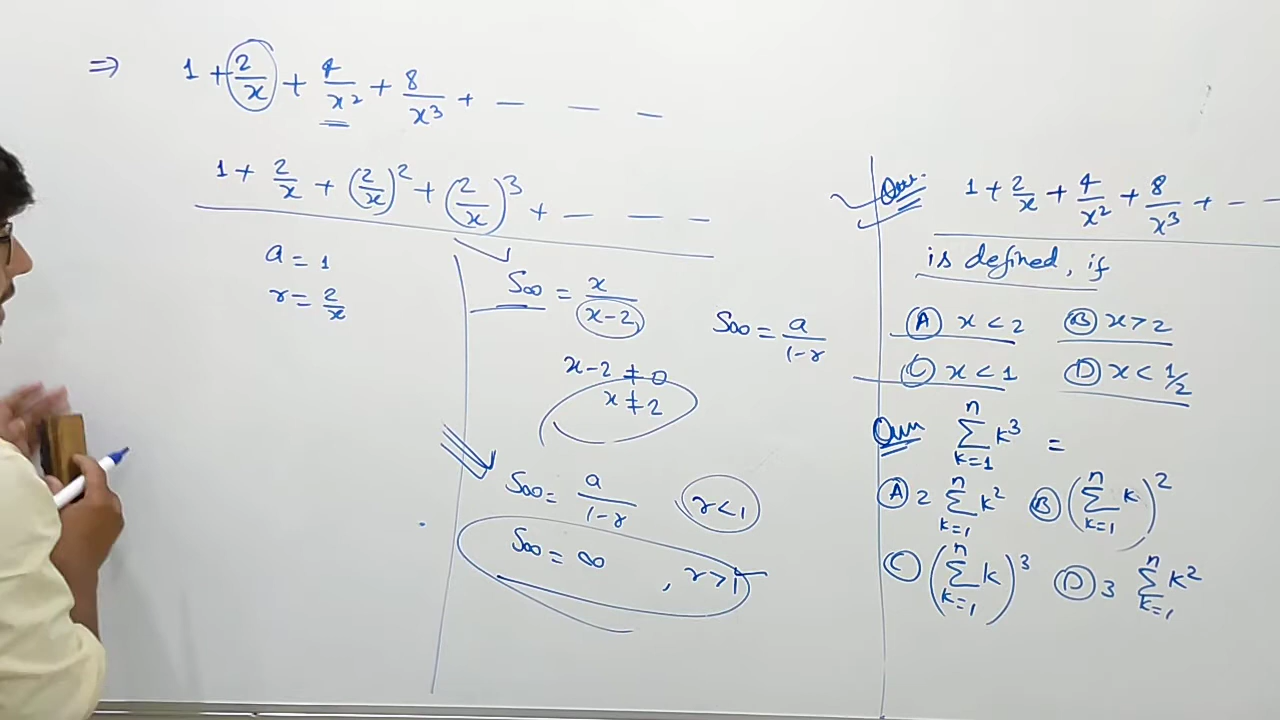 ⇒ 1 + 2/x + 4/x² + 8/x³ + — — —
1 + 2/x + (2/x)² + (2/x)³ + — — —
a = 1
r = 2/x
S∞ = x/(x-2)
S∞ = a/(1-r)
x-2 ≠ 0
x ≠ 2
S∞ = a/(1-r) r<1
S∞ = ∞ , r>1
Que. 1 + 2/x + 4/x² + 8/x³ + — —
is defined, if
(A) x < 2 (B) x > 2
(C) x < 1 (D) x < 1/2
Que ∑_{k=1}^{n} k³ =
(A) 2 ∑_{k=1}^{n} k² (B) (∑_{k=1}^{n} k)²
(C) (∑_{k=1}^{n} k)³ (D) 3 ∑_{k=1}^{n} k²